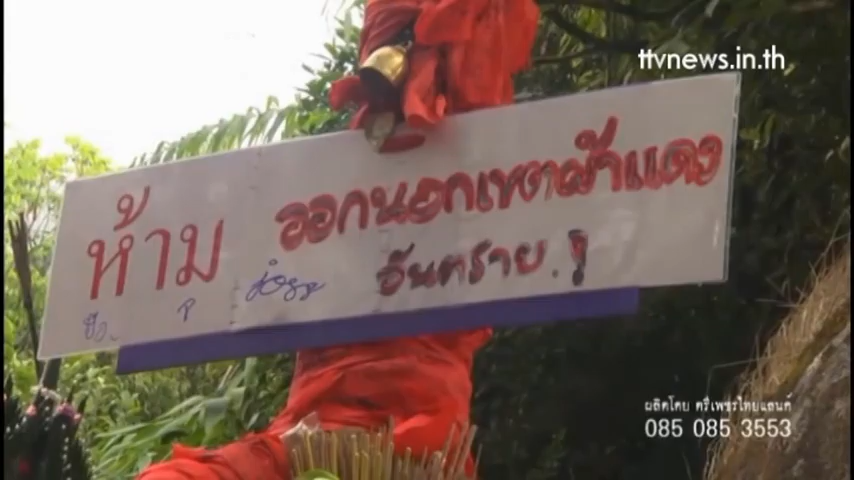 ttvnews.in.th
ห้าม ออกนอกเขตผ้าแดง
อันตราย.
ผลิตโดย ตรีเพชรไทยแลนด์
085 085 3553